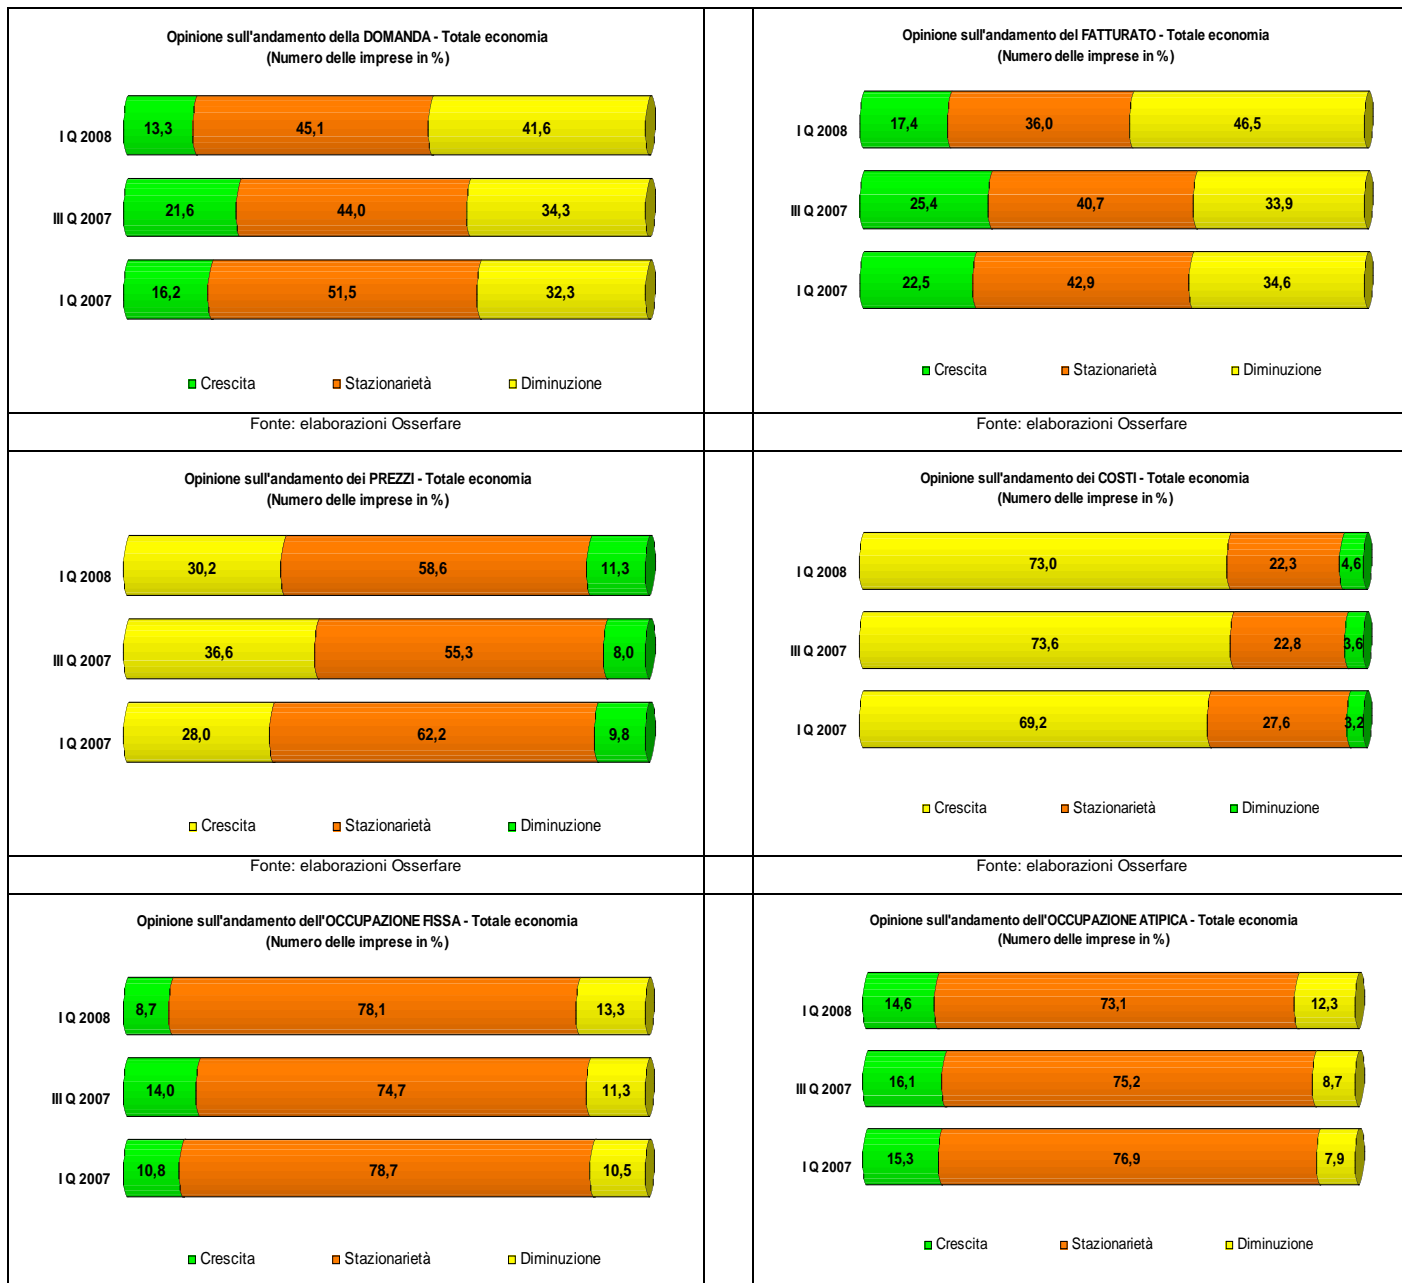 Opinione sull'andamento della DOMANDA - Totale economia
(Numero delle imprese in %)
I Q 2008
13,3
45,1
41,6
III Q 2007
21,6
44,0
34,3
I Q 2007
16,2
51,5
32,3
Crescita
Stazionarietà
Diminuzione
Fonte: elaborazioni Osserfare
Opinione sull'andamento del FATTURATO - Totale economia
(Numero delle imprese in %)
I Q 2008
17,4
36,0
46,5
III Q 2007
25,4
40,7
33,9
I Q 2007
22,5
42,9
34,6
Crescita
Stazionarietà
Diminuzione
Fonte: elaborazioni Osserfare
Opinione sull'andamento dei PREZZI - Totale economia
(Numero delle imprese in %)
I Q 2008
30,2
58,6
11,3
III Q 2007
36,6
55,3
8,0
I Q 2007
28,0
62,2
9,8
Crescita
Stazionarietà
Diminuzione
Fonte: elaborazioni Osserfare
Opinione sull'andamento dei COSTI - Totale economia
(Numero delle imprese in %)
I Q 2008
73,0
22,3
4,6
III Q 2007
73,6
22,8
3,6
I Q 2007
69,2
27,6
3,2
Crescita
Stazionarietà
Diminuzione
Fonte: elaborazioni Osserfare
Opinione sull'andamento dell'OCCUPAZIONE FISSA - Totale economia
(Numero delle imprese in %)
I Q 2008
8,7
78,1
13,3
III Q 2007
14,0
74,7
11,3
I Q 2007
10,8
78,7
10,5
Crescita
Stazionarietà
Diminuzione
Opinione sull'andamento dell'OCCUPAZIONE ATIPICA - Totale economia
(Numero delle imprese in %)
I Q 2008
14,6
73,1
12,3
III Q 2007
16,1
75,2
8,7
I Q 2007
15,3
76,9
7,9
Crescita
Stazionarietà
Diminuzione